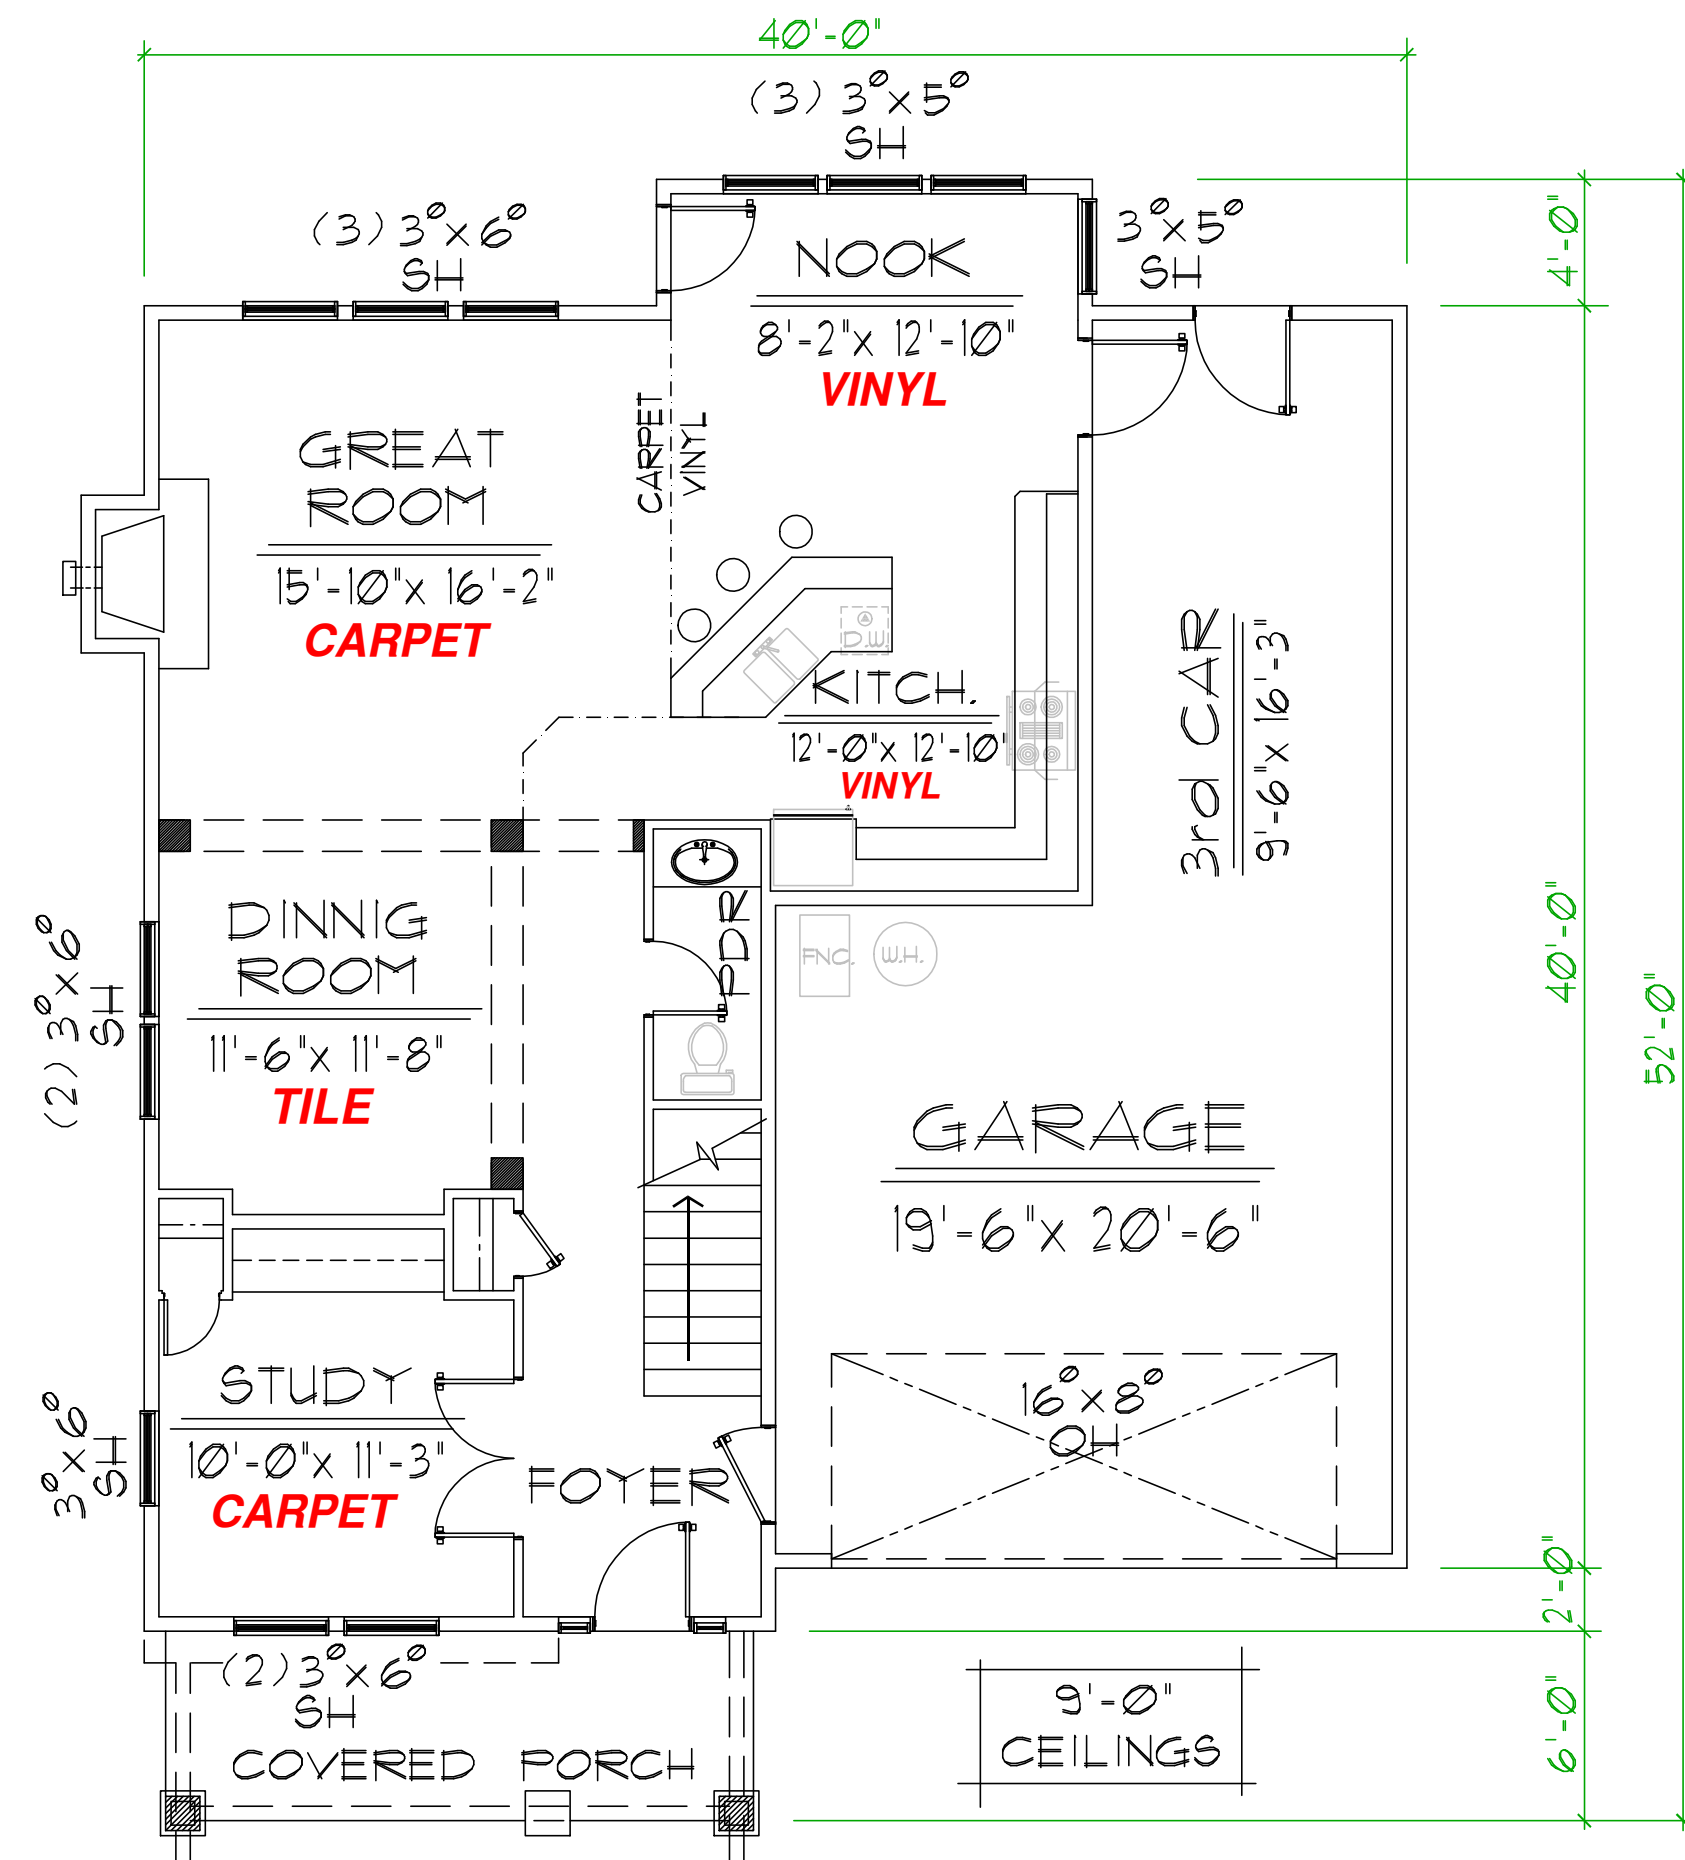 40'-0"
(3) 3⁰x5⁰
SH
(3) 3⁰x6⁰
SH
3⁰x5⁰
SH
4'-0"
NOOK
8'-2"x 12'-10"
VINYL
CARPET
VINYL
GREAT
ROOM
15'-10"x 16'-2"
CARPET
D.W.
KITCH.
12'-0"x 12'-10"
VINYL
3rd CAR
9'-6"x 16'-3"
DINNIG
ROOM
11'-6"x 11'-8"
TILE
(2) 3⁰x6⁰
SH
PDR
FNC.
W.H.
40'-0"
52'-0"
GARAGE
19'-6"x 20'-6"
STUDY
10'-0"x 11'-3"
CARPET
3⁰x6⁰
SH
FOYER
16⁰x8⁰
OH
2'-0"
(2)3⁰x6⁰
SH
COVERED PORCH
9'-0"
CEILINGS
6'-0"